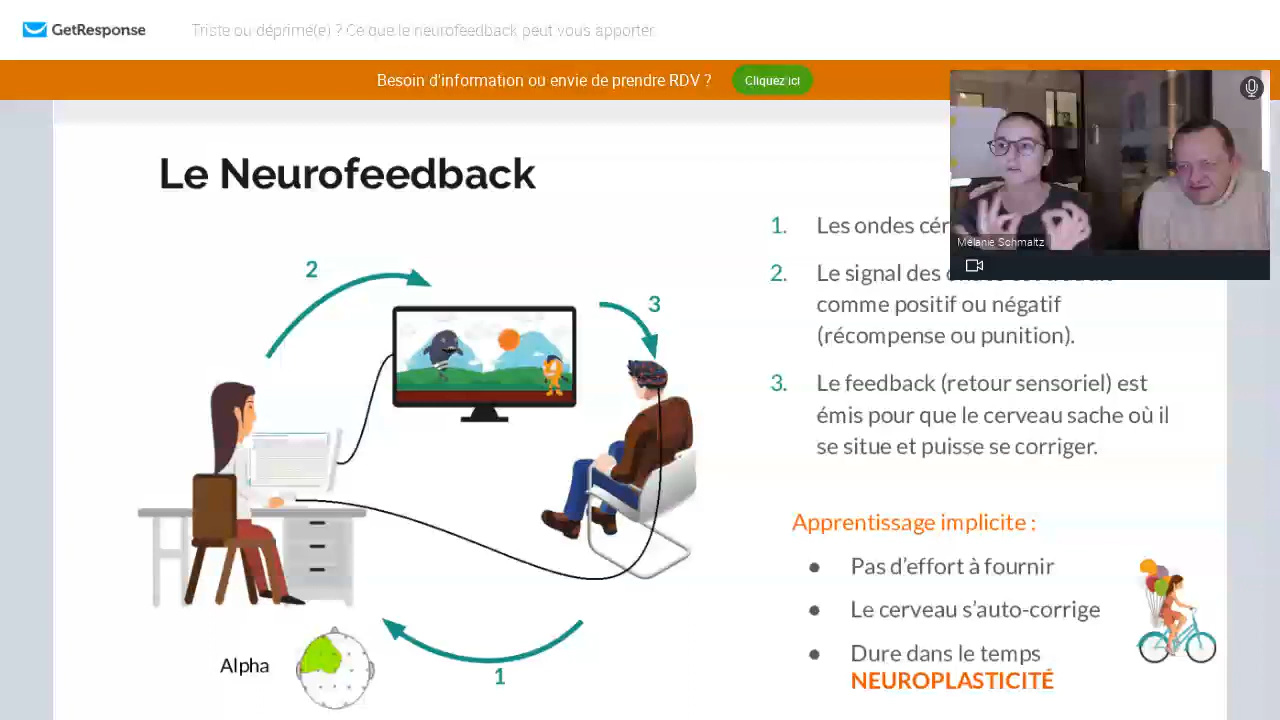 GetResponse
Triste ou déprimé(e) ? Ce que le neurofeedback peut vous apporter
Besoin d'information ou envie de prendre RDV ?
Cliquez ici
Le Neurofeedback
Mélanie Schmaltz
1. Les ondes
2. Le signal des
comme positif ou négatif
(récompense ou punition).
3. Le feedback (retour sensoriel) est
émis pour que le cerveau sache où il
se situe et puisse se corriger.
2
3
1
Alpha
Apprentissage implicite :
● Pas d'effort à fournir
● Le cerveau s'auto-corrige
● Dure dans le temps
NEUROPLASTICITÉ